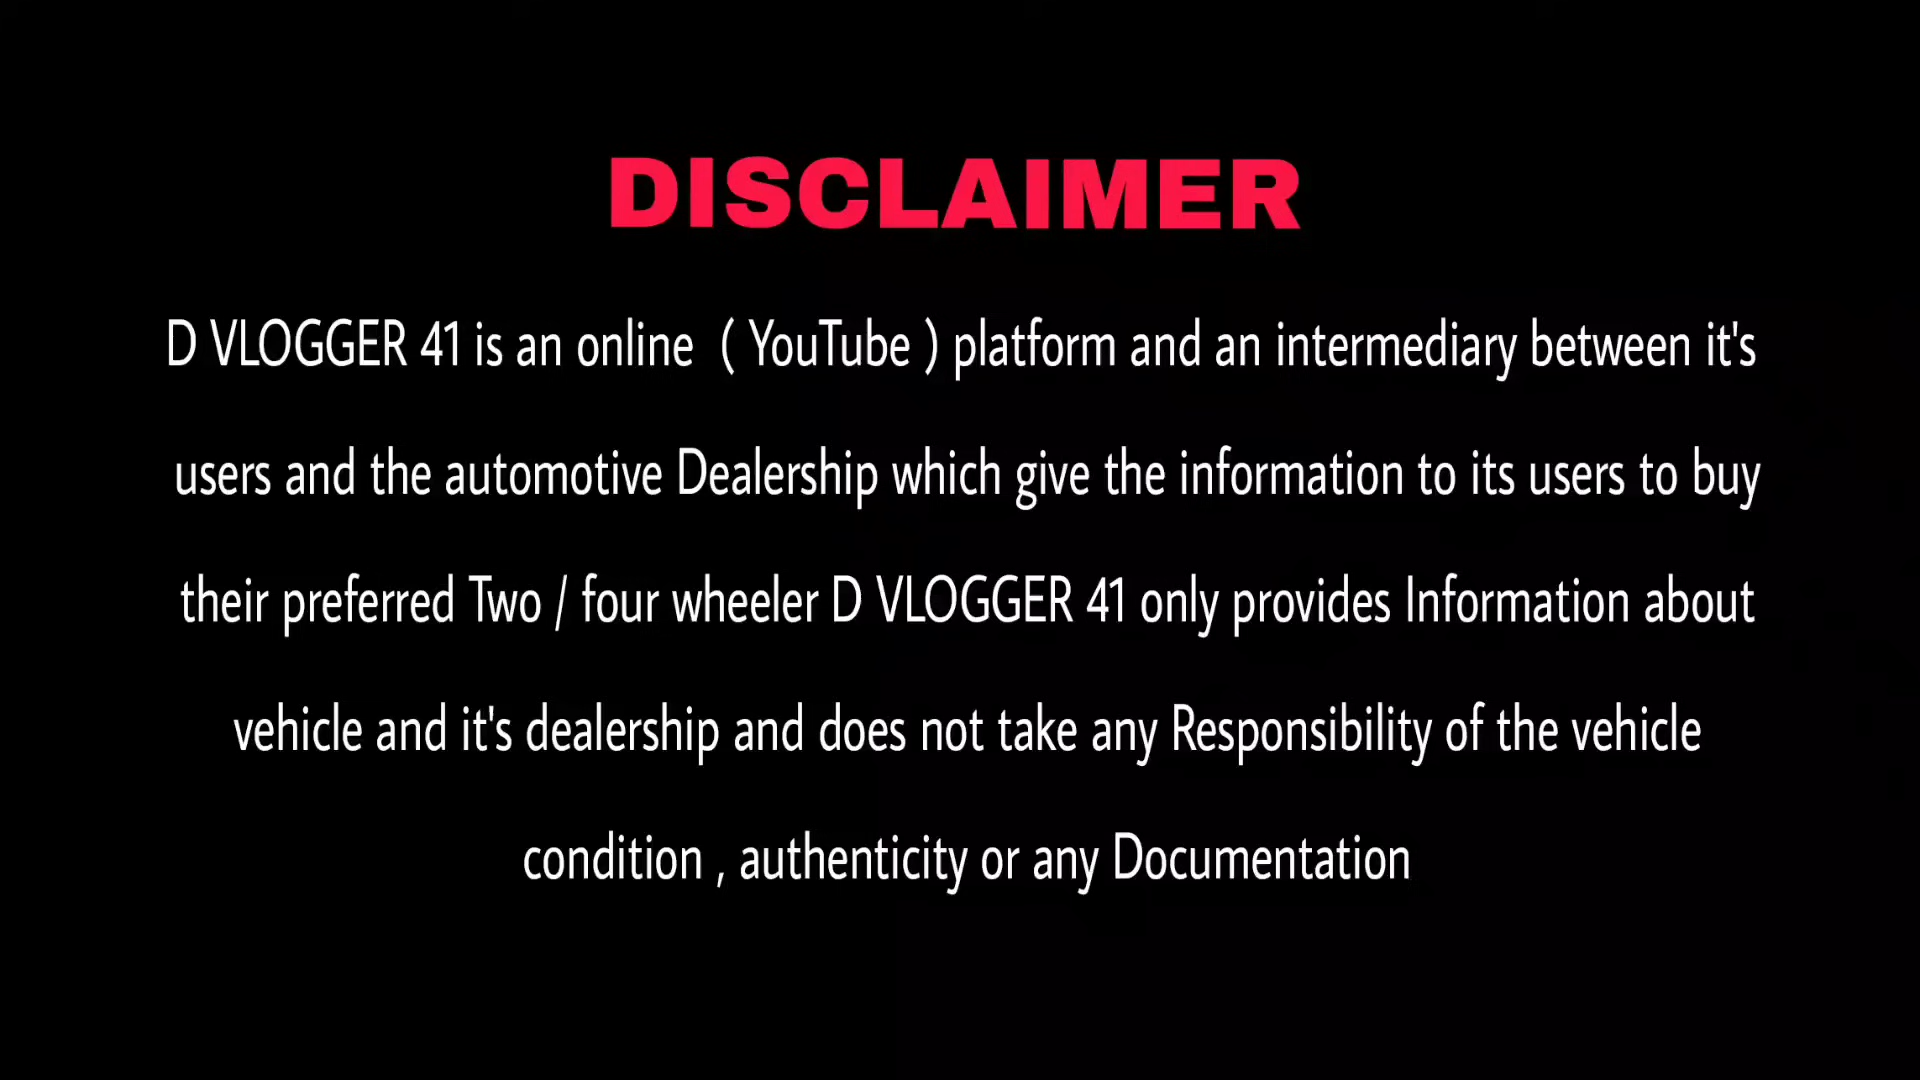 DISCLAIMER
D VLOGGER 41 is an online  ( YouTube ) platform and an intermediary between it's
users and the automotive Dealership which give the information to its users to buy
their preferred Two / four wheeler D VLOGGER 41 only provides Information about
vehicle and it's dealership and does not take any Responsibility of the vehicle
condition , authenticity or any Documentation